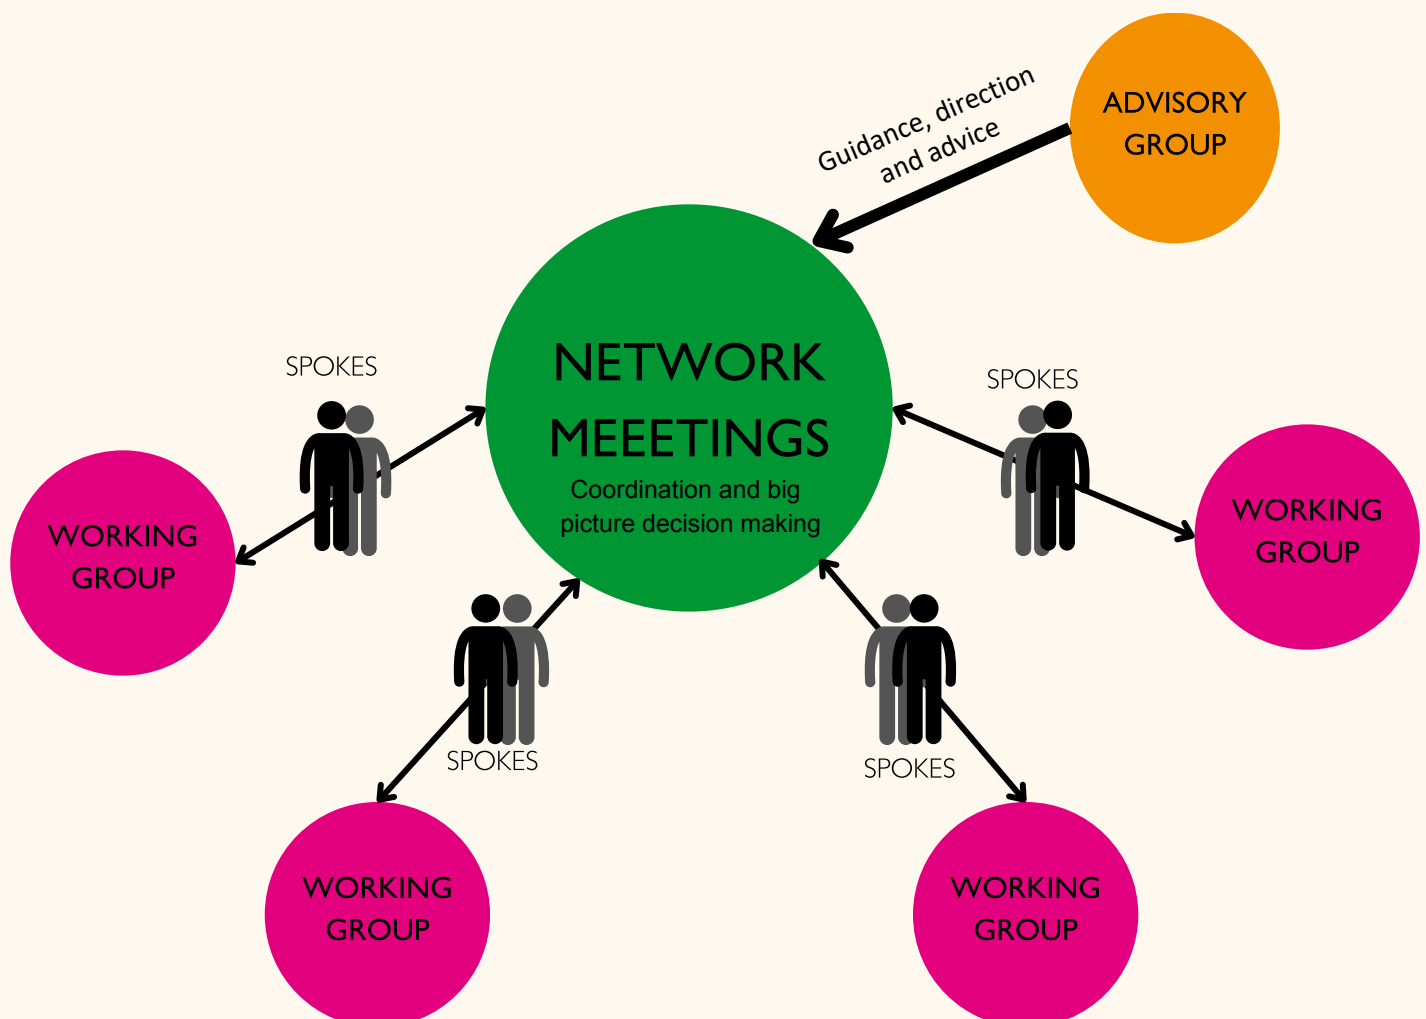 ADVISORY
GROUP
Guidance, direction
and advice
NETWORK
MEEETINGS
Coordination and big
picture decision making
SPOKES
SPOKES
WORKING
GROUP
WORKING
GROUP
SPOKES
SPOKES
WORKING
GROUP
WORKING
GROUP